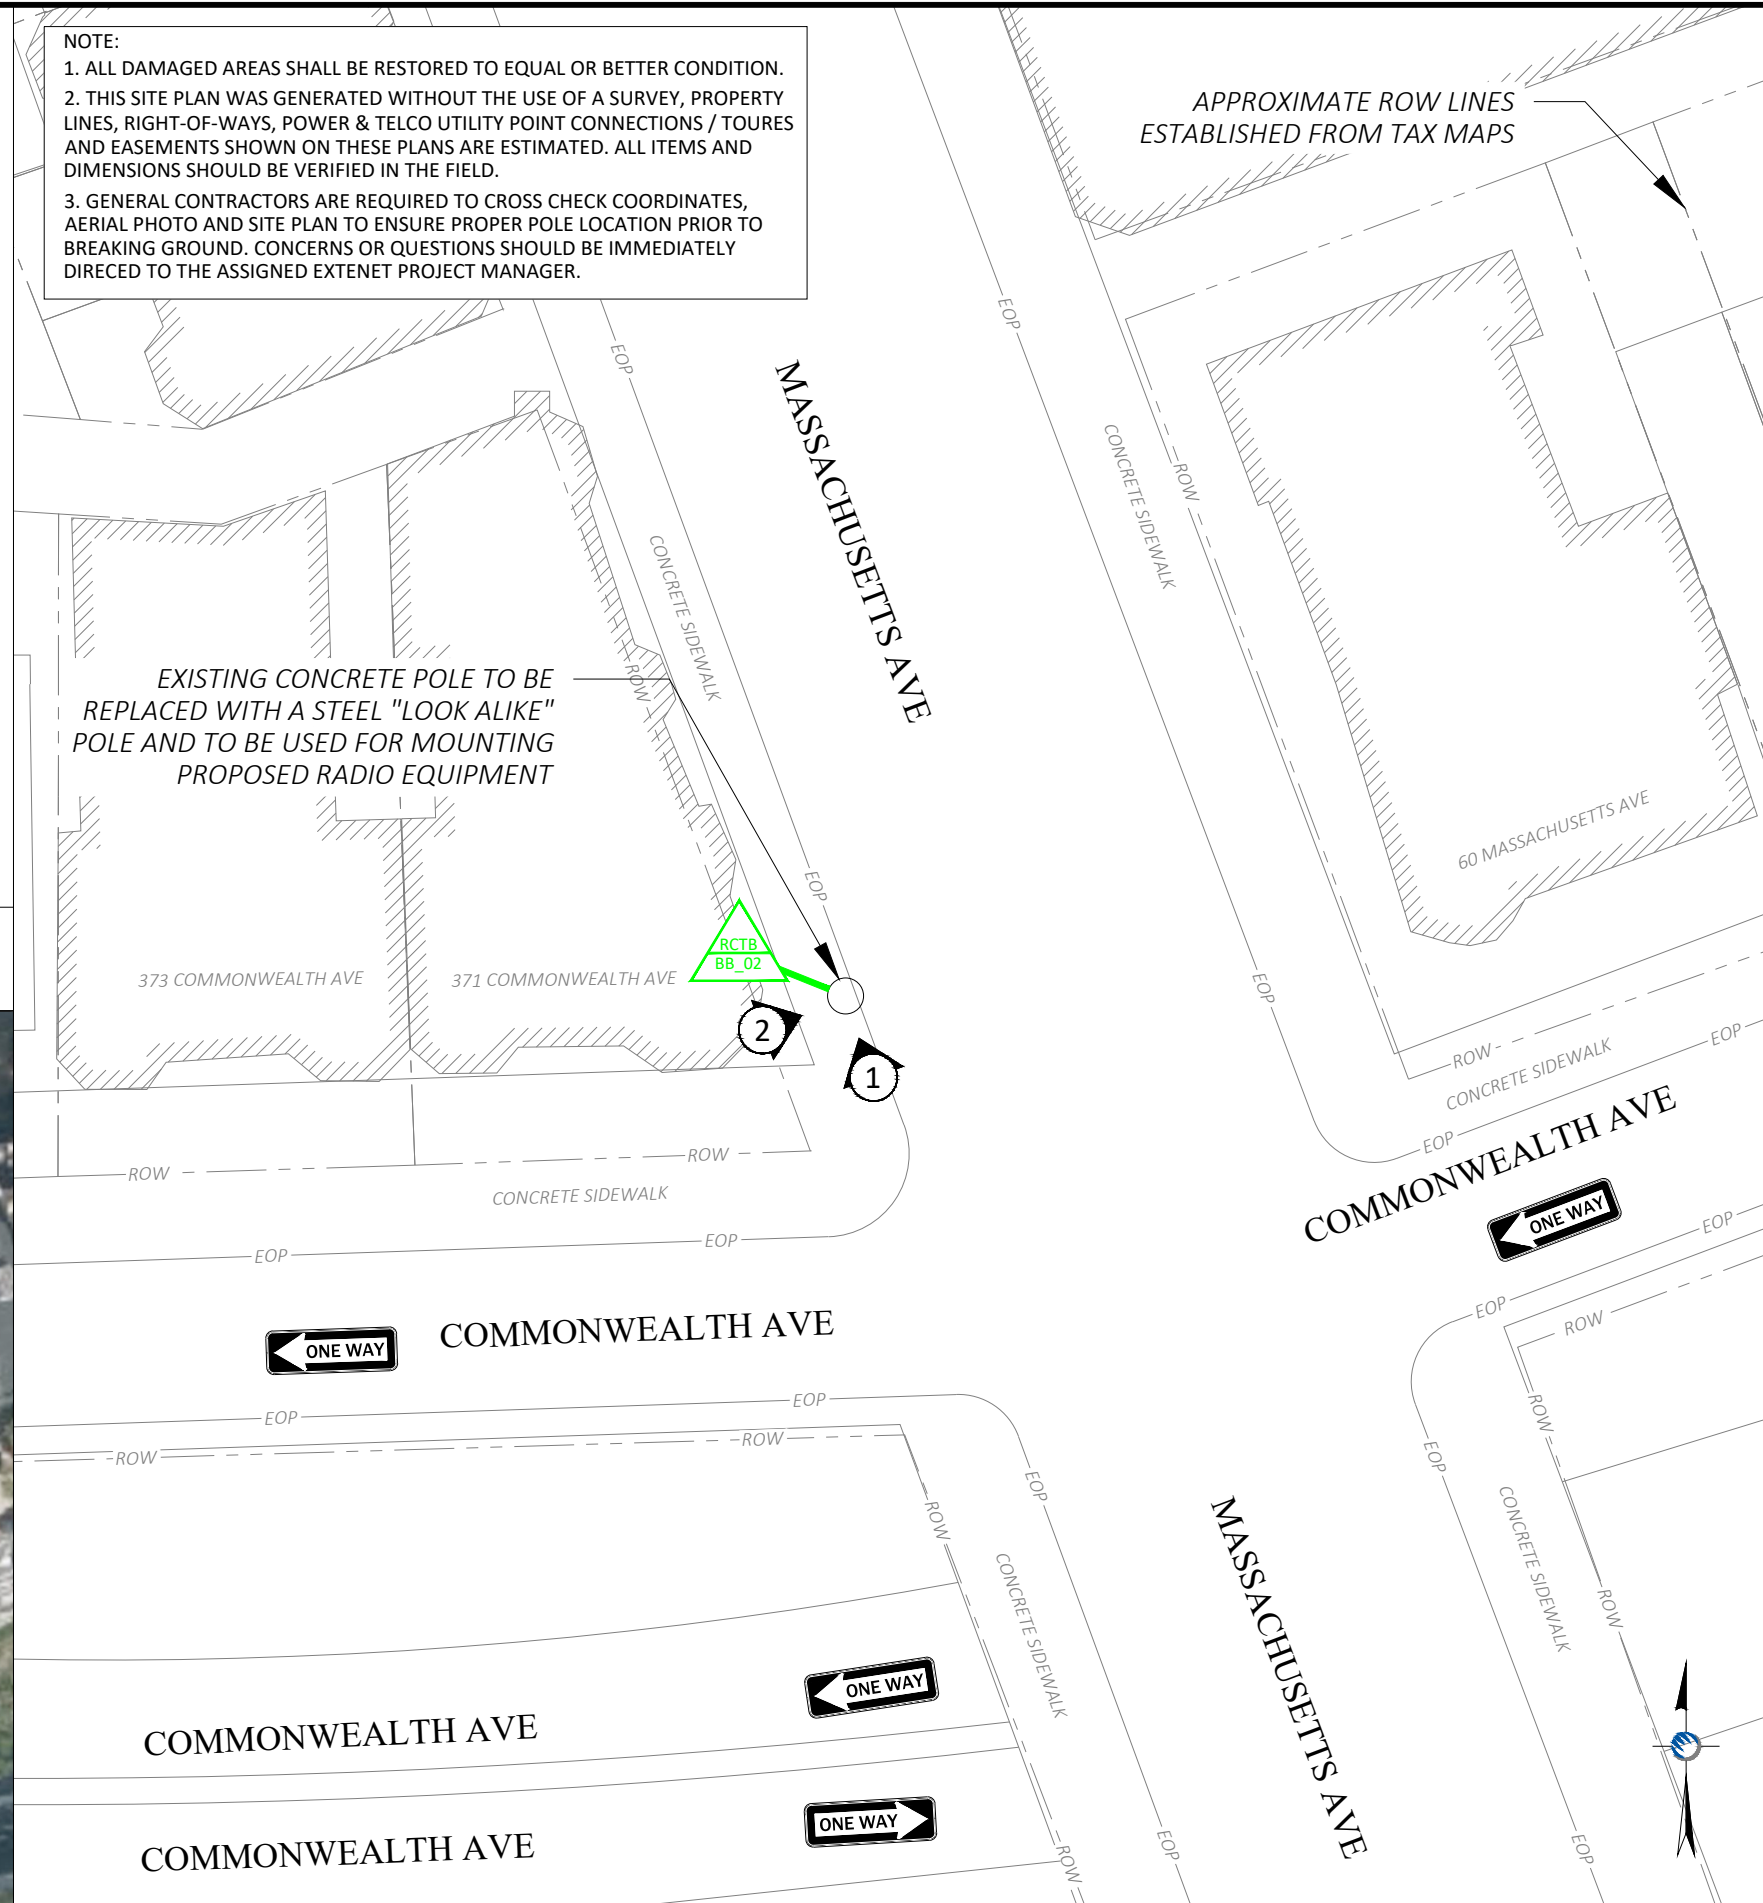 NOTE:
1. ALL DAMAGED AREAS SHALL BE RESTORED TO EQUAL OR BETTER CONDITION.
2. THIS SITE PLAN WAS GENERATED WITHOUT THE USE OF A SURVEY, PROPERTY
LINES, RIGHT-OF-WAYS, POWER & TELCO UTILITY POINT CONNECTIONS / TOURES
AND EASEMENTS SHOWN ON THESE PLANS ARE ESTIMATED. ALL ITEMS AND
DIMENSIONS SHOULD BE VERIFIED IN THE FIELD.
3. GENERAL CONTRACTORS ARE REQUIRED TO CROSS CHECK COORDINATES,
AERIAL PHOTO AND SITE PLAN TO ENSURE PROPER POLE LOCATION PRIOR TO
BREAKING GROUND. CONCERNS OR QUESTIONS SHOULD BE IMMEDIATELY
DIRECED TO THE ASSIGNED EXTENET PROJECT MANAGER.
APPROXIMATE ROW LINES
ESTABLISHED FROM TAX MAPS
EOP
EOP
MASSACHUSETTS AVE
CONCRETE SIDEWALK
ROW
CONCRETE SIDEWALK
ROW
EXISTING CONCRETE POLE TO BE
REPLACED WITH A STEEL "LOOK ALIKE"
POLE AND TO BE USED FOR MOUNTING
PROPOSED RADIO EQUIPMENT
60 MASSACHUSETTS AVE
EOP
RCTB
BB_02
373 COMMONWEALTH AVE
371 COMMONWEALTH AVE
EOP
2
1
ROW
EOP
CONCRETE SIDEWALK
EOP
COMMONWEALTH AVE
ROW
ROW
CONCRETE SIDEWALK
ONE WAY
EOP
EOP
EOP
EOP
ROW
COMMONWEALTH AVE
ONE WAY
EOP
EOP
ROW
ROW
ROW
EOP
EOP
ROW
ROW
CONCRETE SIDEWALK
CONCRETE SIDEWALK
MASSACHUSETTS AVE
ROW
ONE WAY
COMMONWEALTH AVE
ONE WAY
COMMONWEALTH AVE
EOP
EOP
ROW